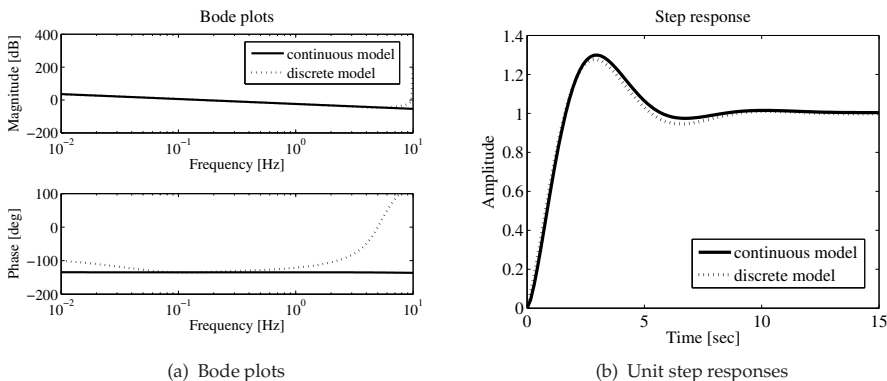 Bode plots
Magnitude [dB]
400
200
0
−200
continuous model
discrete model
10^−2
10^−1
10^0
10^1
Frequency [Hz]
Phase [deg]
100
0
−100
−200
10^−2
10^−1
10^0
10^1
Frequency [Hz]
(a) Bode plots
Step response
Amplitude
1.4
1.2
1
0.8
0.6
0.4
0.2
0
continuous model
discrete model
0
5
10
15
Time [sec]
(b) Unit step responses